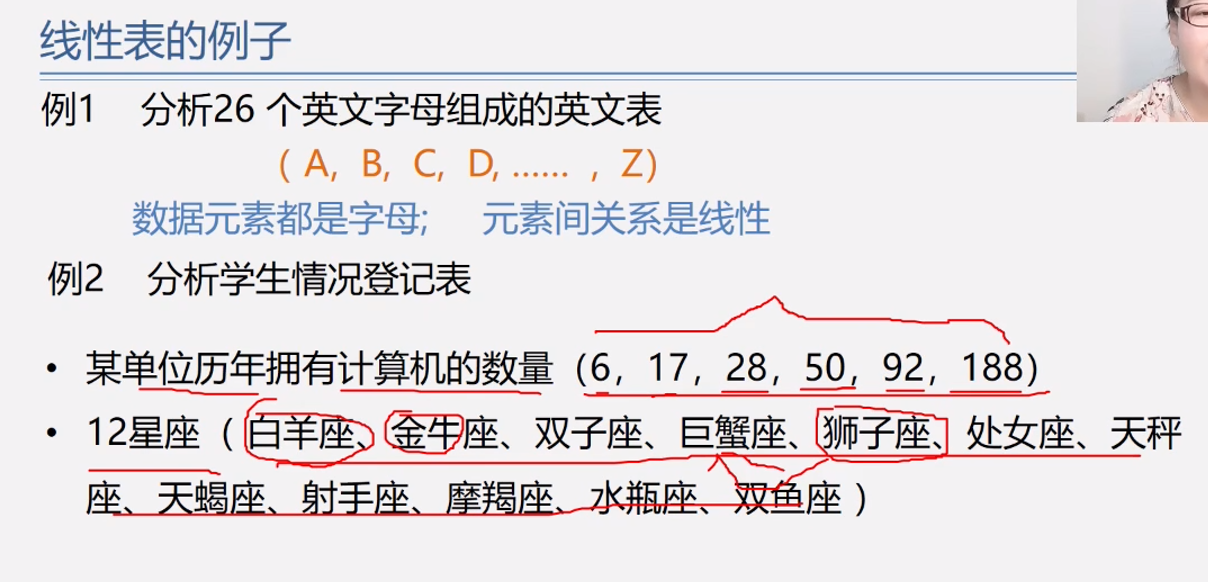 线性表的例子
例1 分析26 个英文字母组成的英文表
（ A, B, C, D, …… , Z）
数据元素都是字母; 元素间关系是线性
例2 分析学生情况登记表
• 某单位历年拥有计算机的数量（6，17，28，50，92，188）
• 12星座（ 白羊座、金牛座、双子座、巨蟹座、狮子座、处女座、天秤
座、天蝎座、射手座、摩羯座、水瓶座、双鱼座 ）